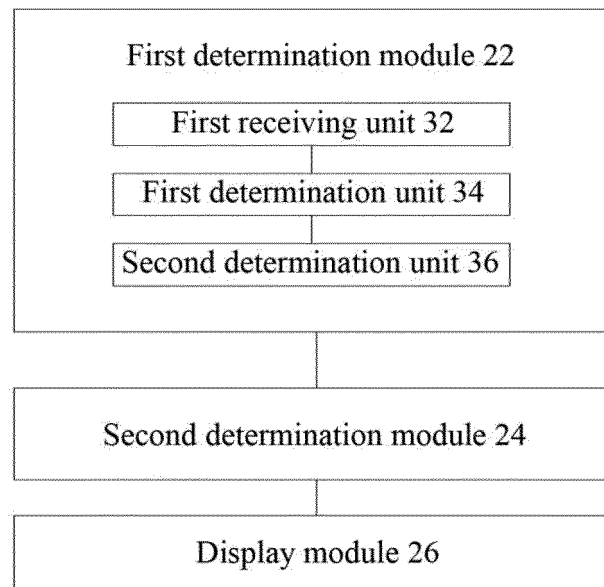 First determination module 22
First receiving unit 32
First determination unit 34
Second determination unit 36
Second determination module 24
Display module 26